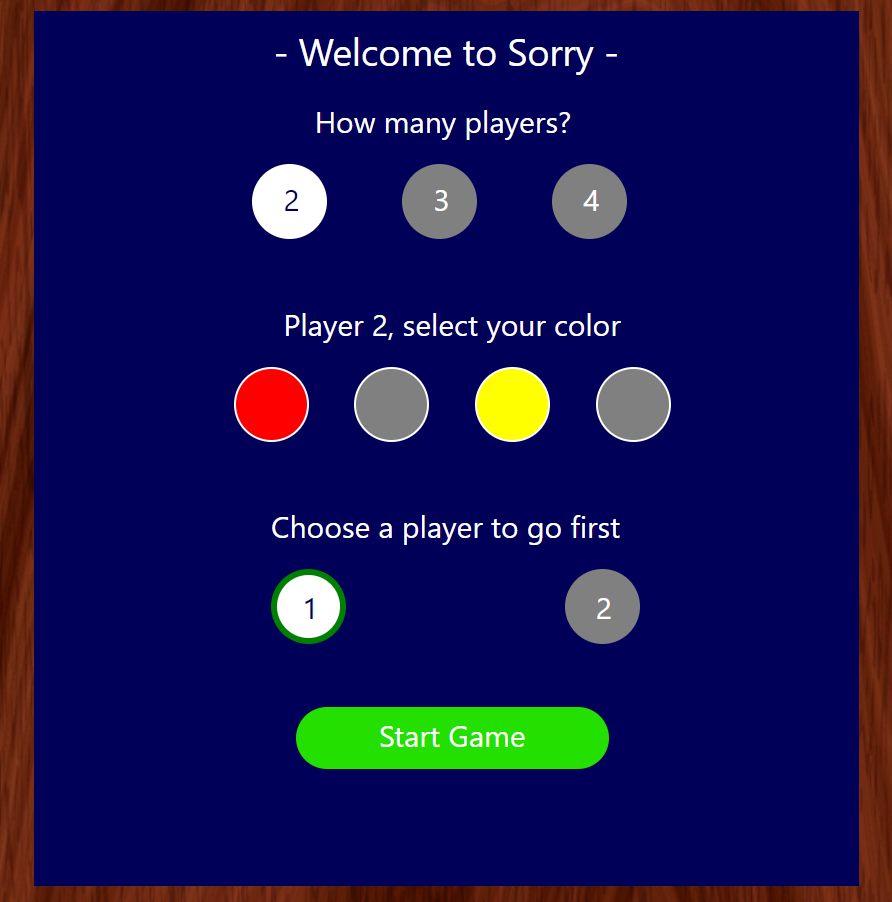 - Welcome to Sorry -
How many players?
2 3 4
Player 2, select your color
Choose a player to go first
1 2
Start Game